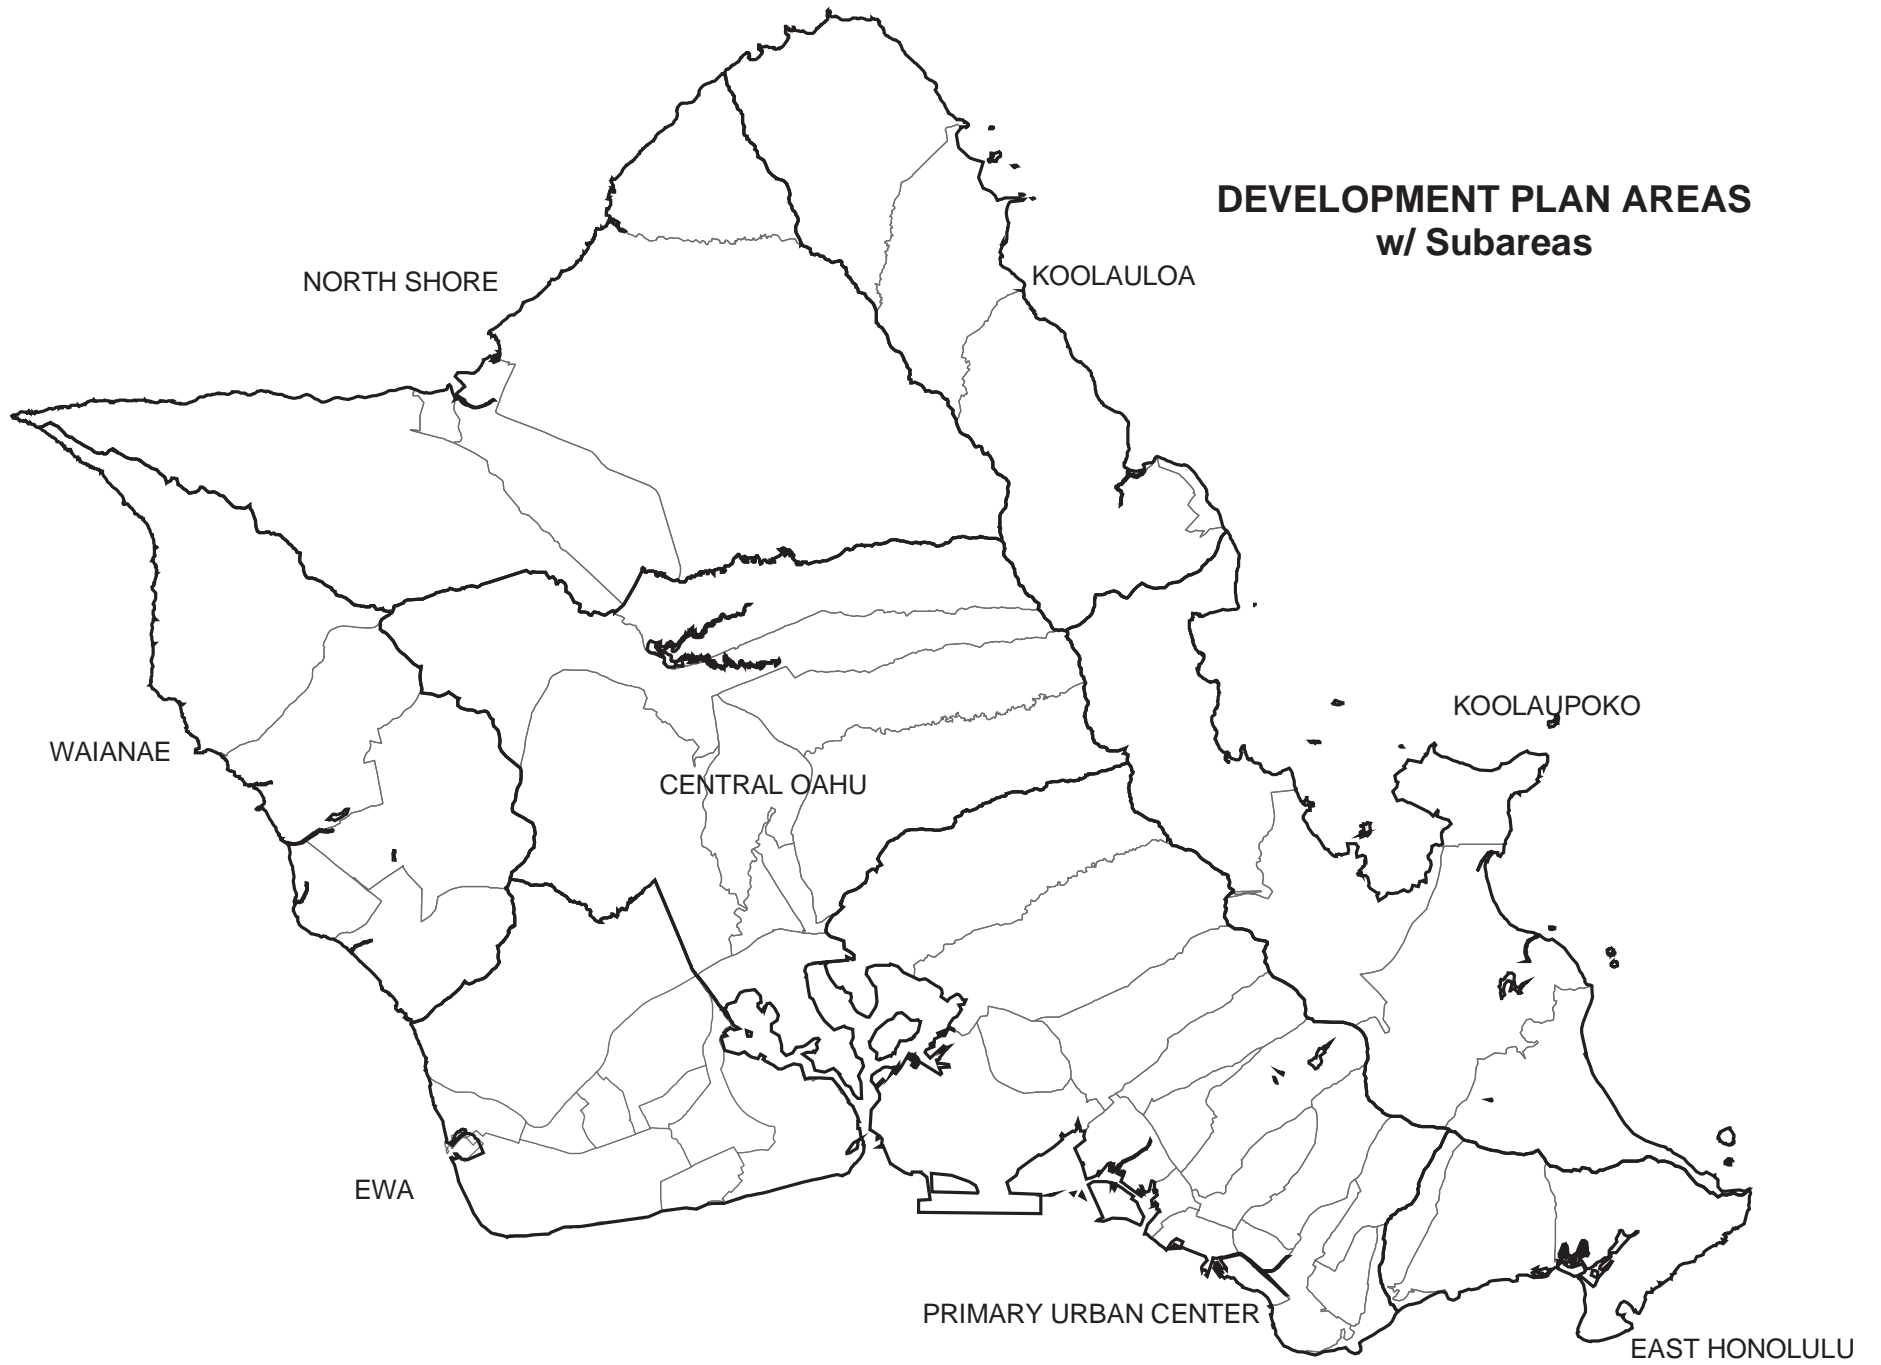 DEVELOPMENT PLAN AREAS
w/ Subareas
NORTH SHORE
KOOLAULOA
KOOLAUPOKO
WAIANAE
CENTRAL OAHU
EWA
PRIMARY URBAN CENTER
EAST HONOLULU